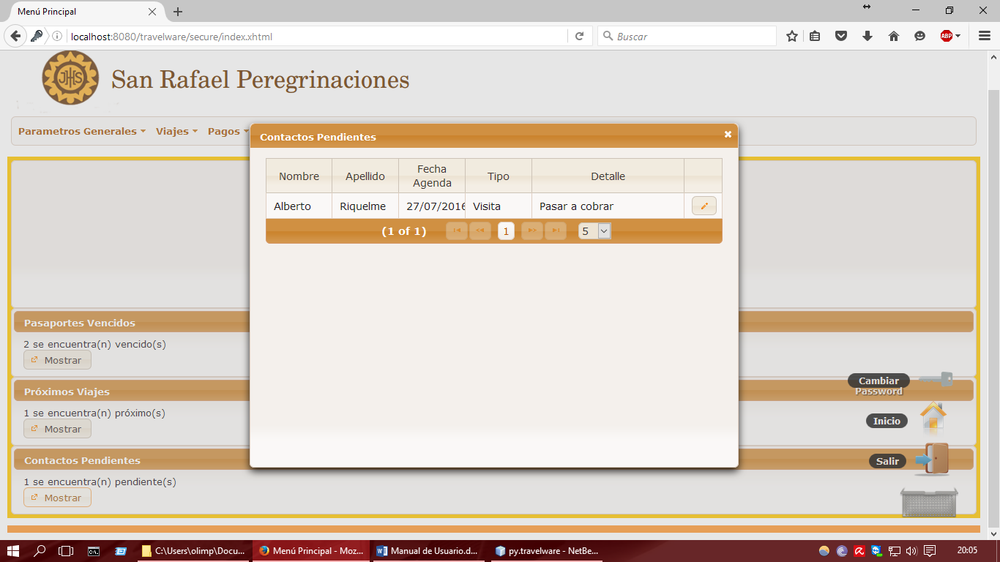 Menú Principal
localhost:8080/travelware/secure/index.xhtml
Buscar
ABP
JHS
San Rafael Peregrinaciones
Parametros Generales
Viajes
Pagos
Contactos Pendientes
Nombre
Apellido
Fecha
Agenda
Tipo
Detalle
Alberto
Riquelme
27/07/2016
Visita
Pasar a cobrar
(1 of 1)
1
5
Pasaportes Vencidos
2 se encuentra(n) vencido(s)
Mostrar
Próximos Viajes
1 se encuentra(n) próximo(s)
Mostrar
Contactos Pendientes
1 se encuentra(n) pendiente(s)
Mostrar
Cambiar
Password
Inicio
Salir
C:\Users\olimp\Docu...
Menú Principal - Moz...
Manual de Usuario.d...
py.travelware - NetBe...
20:05